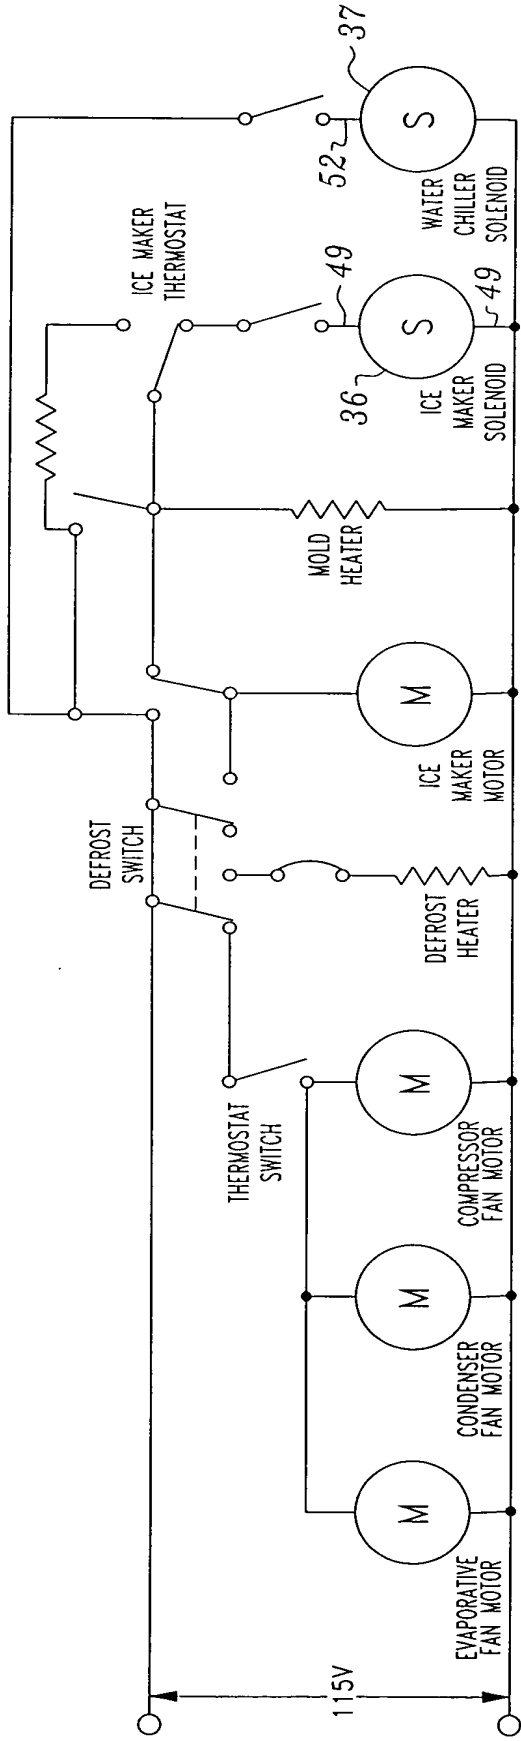 115V
EVAPORATIVE
FAN MOTOR
M
CONDENSER
FAN MOTOR
M
COMPRESSOR
FAN MOTOR
M
THERMOSTAT
SWITCH
DEFROST
SWITCH
DEFROST
HEATER
ICE
MAKER
MOTOR
M
MOLD
HEATER
ICE MAKER
THERMOSTAT
36
ICE
MAKER
SOLENOID
S
49
49
WATER
CHILLER
SOLENOID
S
52
37